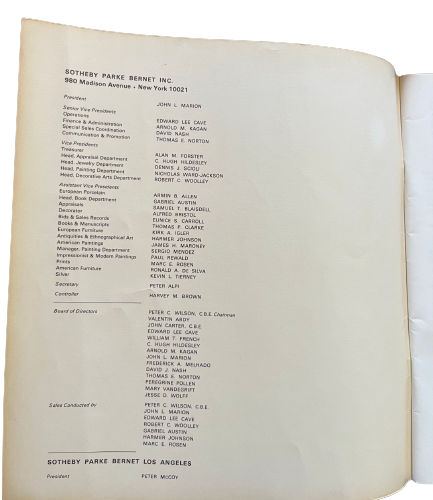 SOTHEBY PARKE BERNET INC.
980 Madison Avenue • New York 10021
President JOHN L. MARION
Senior Vice Presidents
Operations EDWARD LEE CAVE
Finance & Administration ARNOLD M. KAGAN
Special Sales Coordination DAVID NASH
Communication & Promotion THOMAS E. NORTON
Vice Presidents
Treasurer ALAN M. FORSTER
Head, Appraisal Department C. HUGH HILDESLEY
Head, Jewelry Department DENNIS J. SCIOLI
Head, Painting Department NICHOLAS WARD-JACKSON
Head, Decorative Arts Department ROBERT C. WOOLLEY
Assistant Vice Presidents
European Porcelain ARMIN B. ALLEN
Head, Book Department GABRIEL AUSTIN
Appraisals SAMUEL T. BLAISDELL
Decorator ALFRED BRISTOL
Bids & Sales Records EUNICE S. CARROLL
Books & Manuscripts THOMAS P. CLARKE
European Furniture KIRK A. IGLER
Antiquities & Ethnographical Art HARMER JOHNSON
American Paintings JAMES H. MARONEY
Manager, Painting Department SERGIO MENDEZ
Impressionist & Modern Paintings PAUL REWALD
Prints MARC E. ROSEN
American Furniture RONALD A. DE SILVA
Silver KEVIN L. TIERNEY
Secretary PETER ALPI
Controller HARVEY M. BROWN
Board of Directors PETER C. WILSON, C.B.E. Chairman
VALENTIN ABDY
JOHN CARTER, C.B.E.
EDWARD LEE CAVE
WILLIAM T. FRENCH
C. HUGH HILDESLEY
ARNOLD M. KAGAN
JOHN L. MARION
FREDERICK A. MELHADO
DAVID J. NASH
THOMAS E. NORTON
PEREGRINE POLLEN
MARY VANDEGRIFT
JESSE D. WOLFF
Sales Conducted by PETER C. WILSON, C.B.E.
JOHN L. MARION
EDWARD LEE CAVE
ROBERT C. WOOLLEY
GABRIEL AUSTIN
HARMER JOHNSON
MARC E. ROSEN
SOTHEBY PARKE BERNET LOS ANGELES
President PETER McCOY